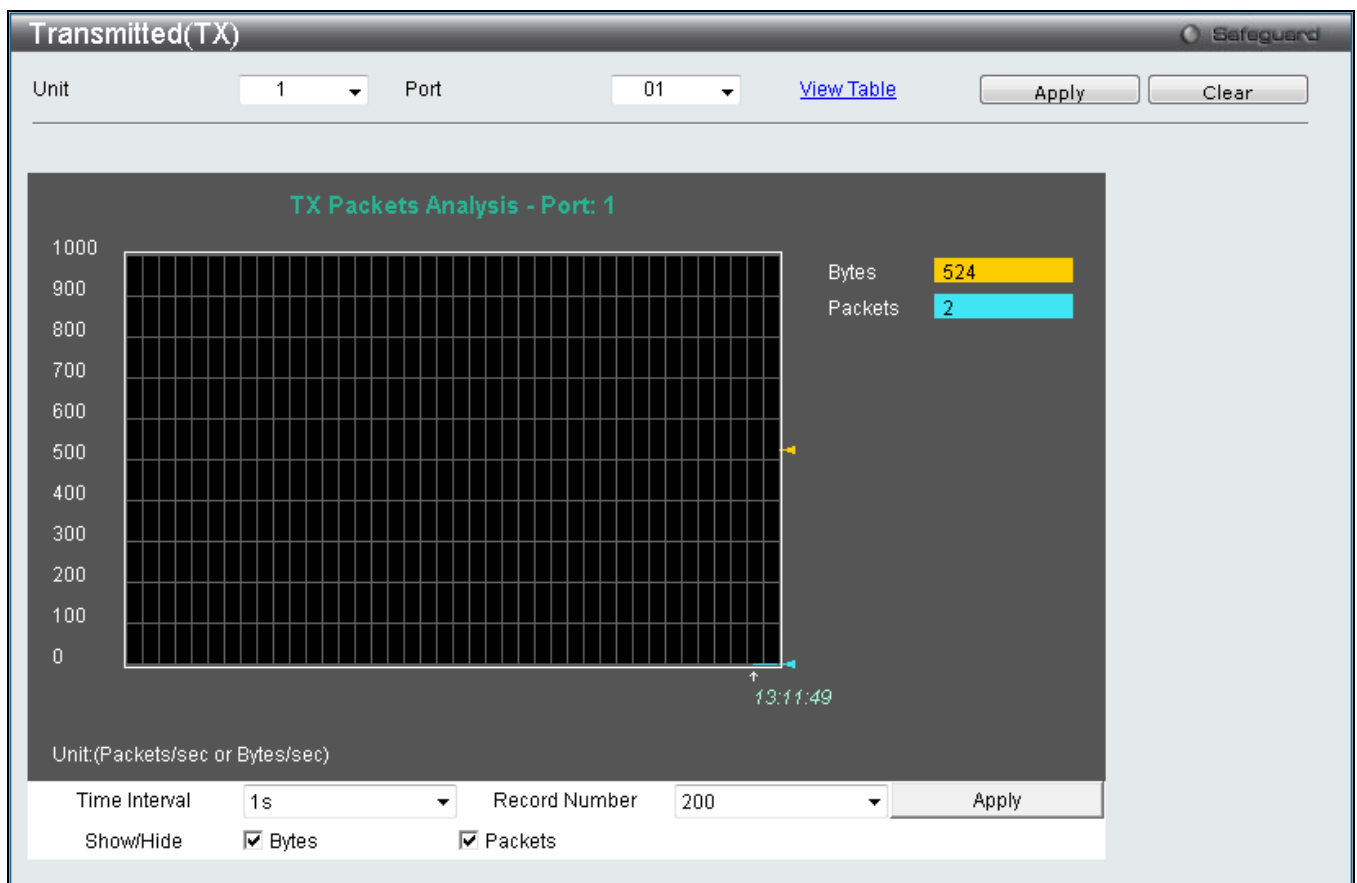 Transmitted(TX) Safeguard
Unit 1 Port 01 View Table Apply Clear
TX Packets Analysis - Port: 1
1000
900
800
700
600
500
400
300
200
100
0
Bytes 524
Packets 2
13:11:49
Unit:(Packets/sec or Bytes/sec)
Time Interval 1s Record Number 200 Apply
Show/Hide Bytes Packets